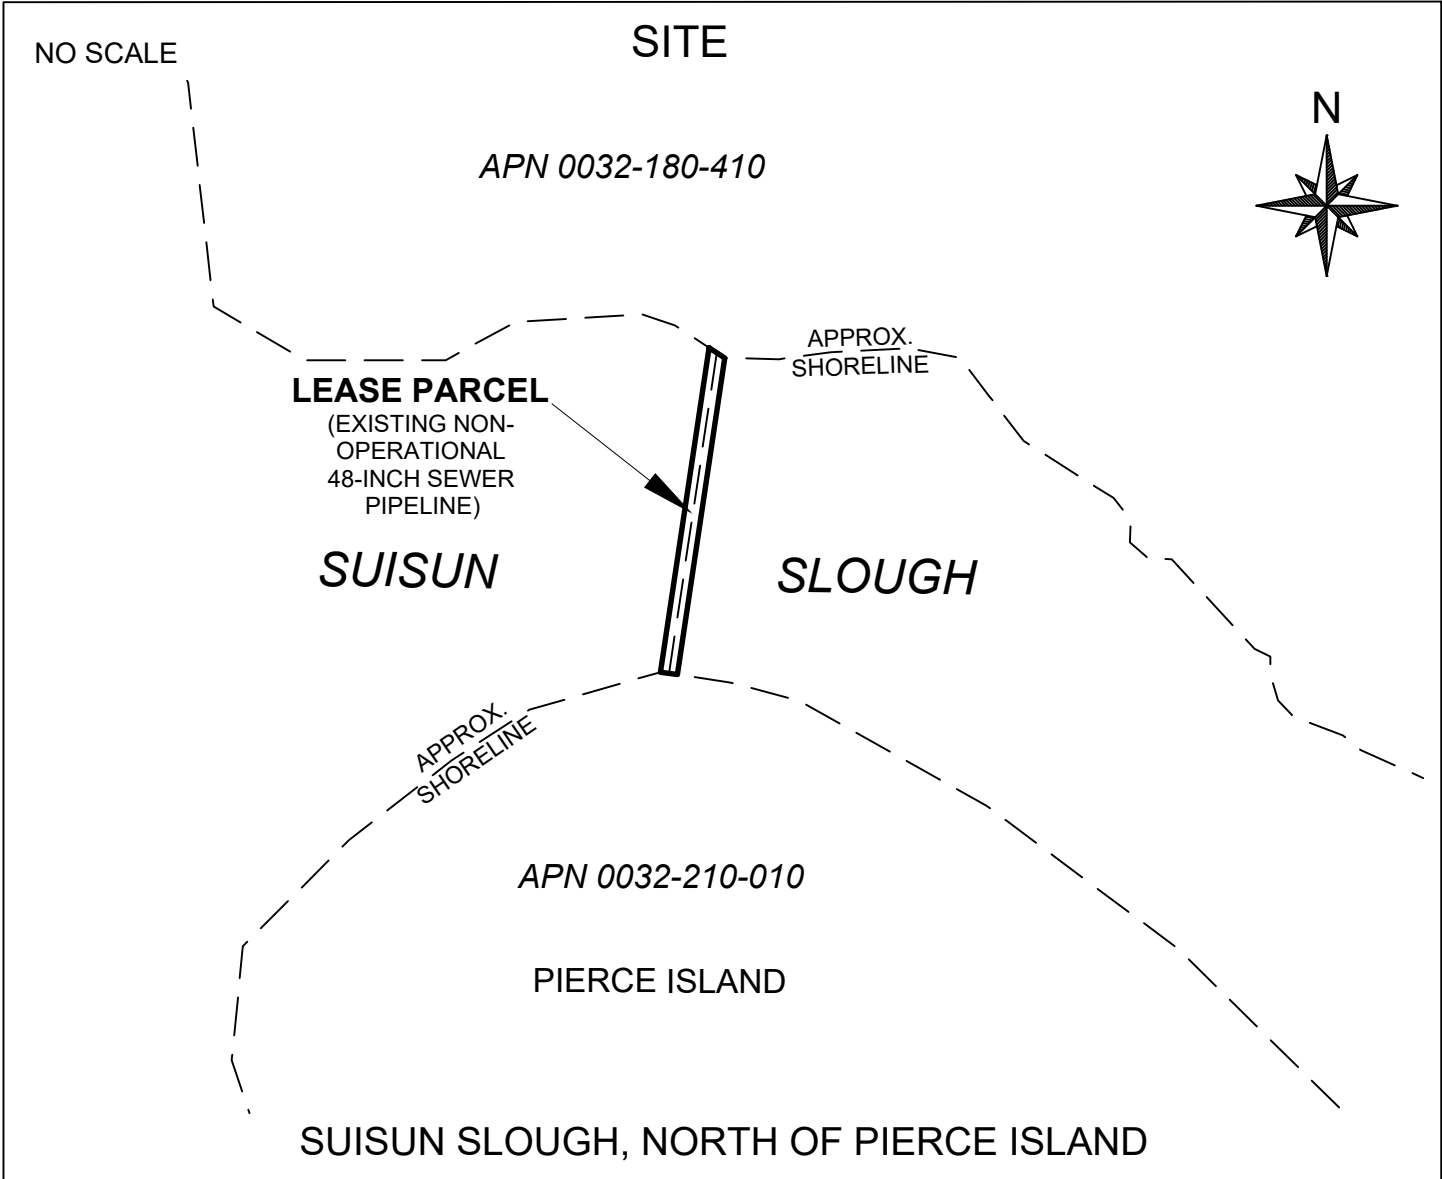 SITE
NO SCALE
N
APN 0032-180-410
APPROX.
SHORELINE
LEASE PARCEL
(EXISTING NON-
OPERATIONAL
48-INCH SEWER
PIPELINE)
SUISUN
SLOUGH
APPROX.
SHORELINE
APN 0032-210-010
PIERCE ISLAND
SUISUN SLOUGH, NORTH OF PIERCE ISLAND